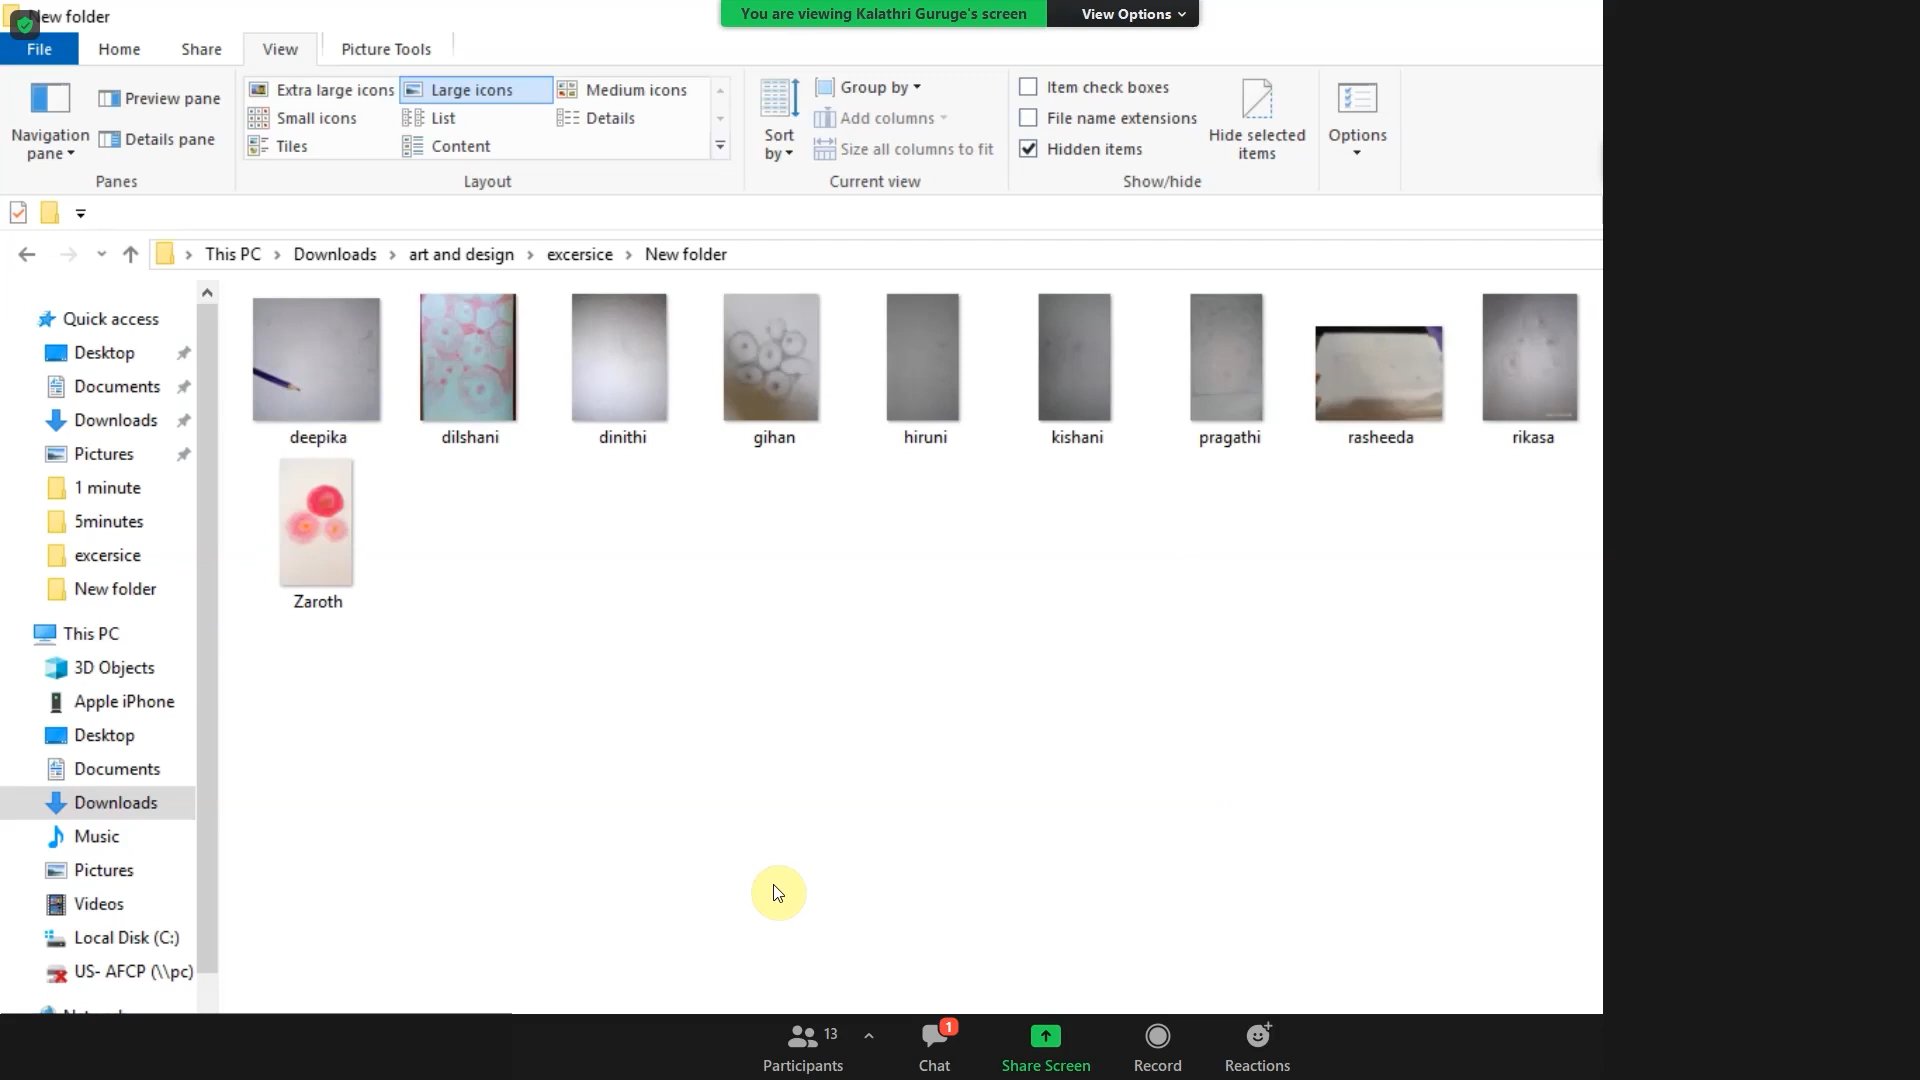 New folder
You are viewing Kalathri Guruge's screen
View Options
File
Home
Share
View
Picture Tools
Navigation pane
Preview pane
Details pane
Panes
Extra large icons
Large icons
Medium icons
Small icons
List
Details
Tiles
Content
Layout
Sort by
Group by
Add columns
Size all columns to fit
Current view
Item check boxes
File name extensions
Hidden items
Hide selected items
Show/hide
Options
This PC
Downloads
art and design
excersice
New folder
Quick access
Desktop
Documents
Downloads
Pictures
1 minute
5minutes
excersice
New folder
This PC
3D Objects
Apple iPhone
Desktop
Documents
Downloads
Music
Pictures
Videos
Local Disk (C:)
US- AFCP (\\pc)
deepika
dilshani
dinithi
gihan
hiruni
kishani
pragathi
rasheeda
rikasa
Zaroth
13
Participants
1
Chat
Share Screen
Record
Reactions